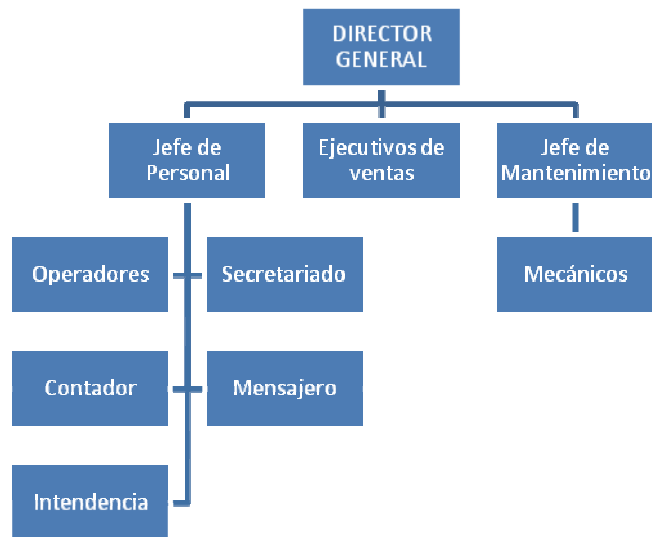 DIRECTOR
GENERAL
Jefe de
Personal
Ejecutivos de
ventas
Jefe de
Mantenimiento
Operadores
Secretariado
Mecánicos
Contador
Mensajero
Intendencia